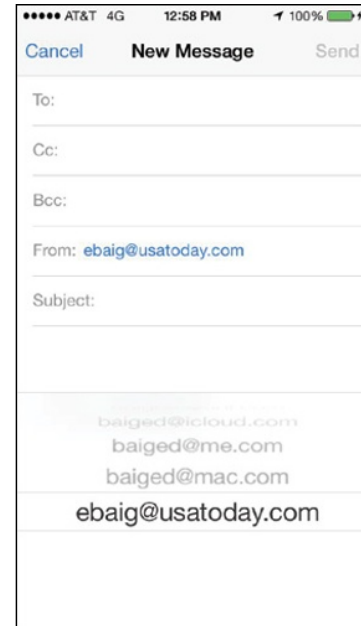 AT&T 4G 12:58 PM 100%
Cancel New Message Send
To:
Cc:
Bcc:
From: ebaig@usatoday.com
Subject:
baiged@icloud.com
baiged@me.com
baiged@mac.com
ebaig@usatoday.com